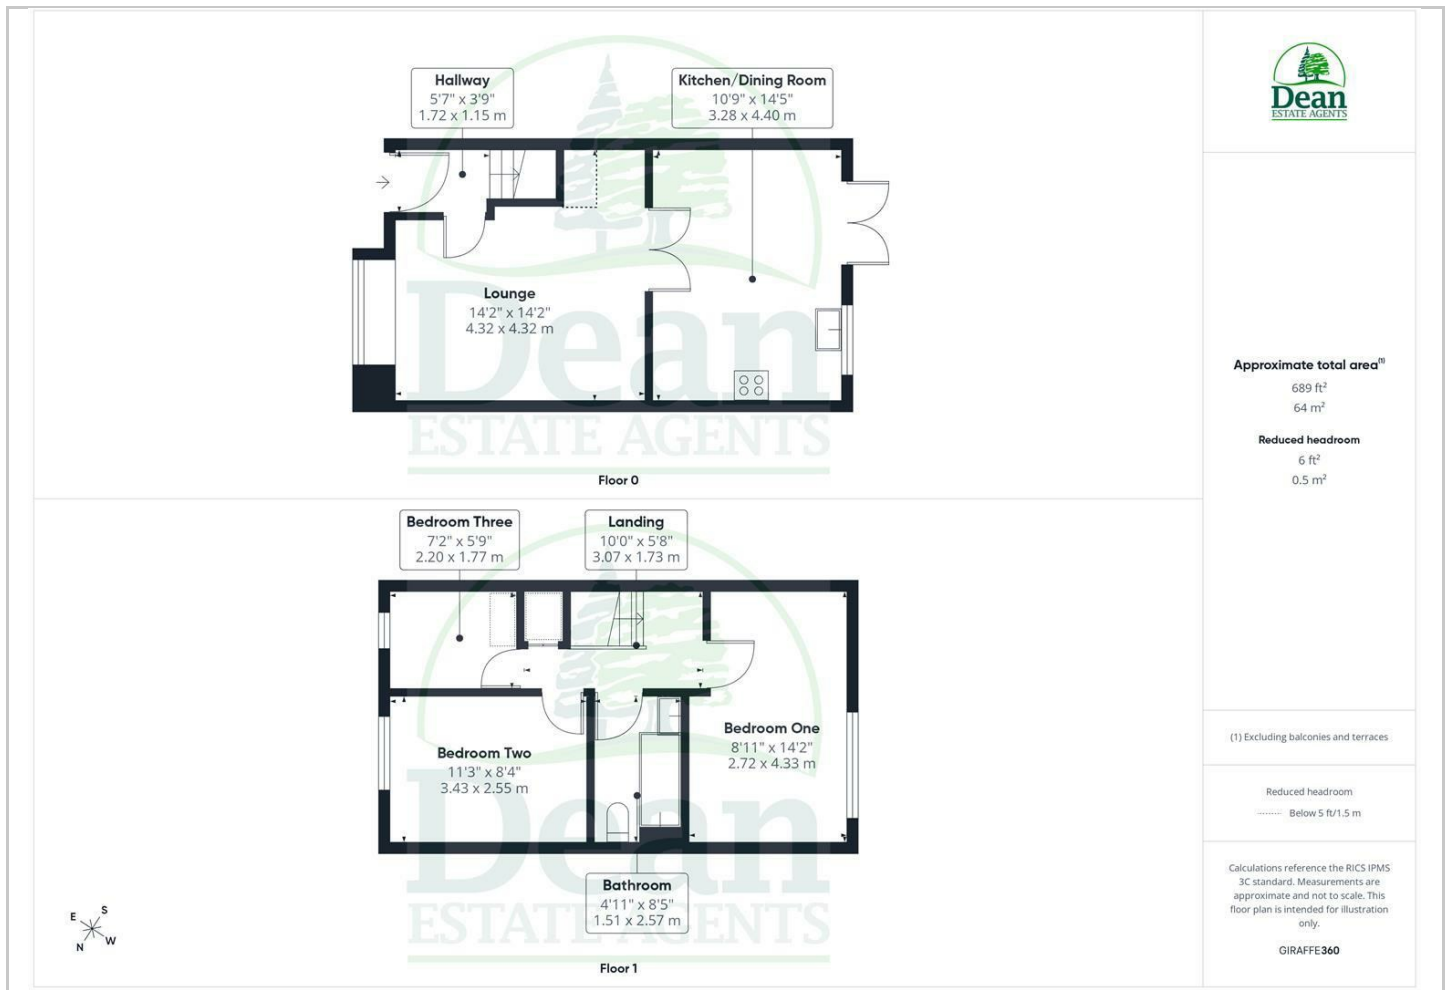 Hallway
5'7" x 3'9"
1.72 x 1.15 m
Kitchen/Dining Room
10'9" x 14'5"
3.28 x 4.40 m
Lounge
14'2" x 14'2"
4.32 x 4.32 m
Dean
ESTATE AGENTS
Floor 0
Bedroom Three
7'2" x 5'9"
2.20 x 1.77 m
Landing
10'0" x 5'8"
3.07 x 1.73 m
Bedroom Two
11'3" x 8'4"
3.43 x 2.55 m
Bedroom One
8'11" x 14'2"
2.72 x 4.33 m
Dean
Bathroom
4'11" x 8'5"
1.51 x 2.57 m
ESTATE AGENTS
Floor 1
E S
N W
Dean
ESTATE AGENTS
Approximate total area(1)
689 ft²
64 m²
Reduced headroom
6 ft²
0.5 m²
(1) Excluding balconies and terraces
Reduced headroom
Below 5 ft/1.5 m
Calculations reference the RICS IPMS
3C standard. Measurements are
approximate and not to scale. This
floor plan is intended for illustration
only.
GIRAFFE360